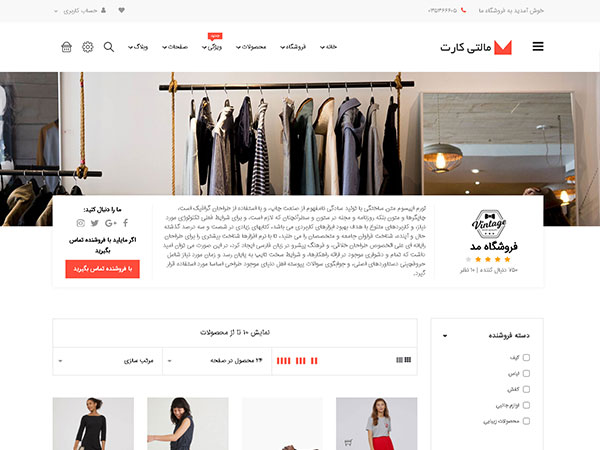 خوش آمدید به فروشگاه ما
حساب کاربری
مالتی کارت
خانه
فروشگاه
محصولات
ویژگی
جدید
صفحات
وبلاگ
Vintage
فروشگاه مد
۷۵۰ دنبال کننده | ۱۰ نظر
لورم ایپسوم متن ساختگی با تولید سادگی نامفهوم از صنعت چاپ، و با استفاده از طراحان گرافیک است،
چاپگرها و متون بلکه روزنامه و مجله در ستون و سطرآنچنان که لازم است، و برای شرایط فعلی تکنولوژی مورد
نیاز، و کاربردهای متنوع با هدف بهبود ابزارهای کاربردی می باشد، کتابهای زیادی در شصت و سه درصد گذشته
حال و آینده، شناخت فراوان جامعه و متخصصان را می طلبد، تا با نرم افزارها شناخت بیشتری را برای طراحان
رایانه ای علی الخصوص طراحان خلاقی، و فرهنگ پیشرو در زبان فارسی ایجاد کرد، در این صورت می توان امید
داشت که تمام و دشواری موجود در ارائه راهکارها، و شرایط سخت تایپ به پایان رسد و زمان مورد نیاز شامل
حروفچینی دستاوردهای اصلی، و جوابگوی سوالات پیوسته اهل دنیای موجود طراحی اساسا مورد استفاده قرار
گیرد.
ما را دنبال کنید:
اگر مایلید با فروشنده تماس
بگیرید
با فروشنده تماس بگیرید
دسته فروشنده
کیف
لباس
کفش
لوازم جانبی
محصولات زیبایی
نمایش ۱۰ تا از محصولات
۲۴ محصول در صفحه
مرتب سازی